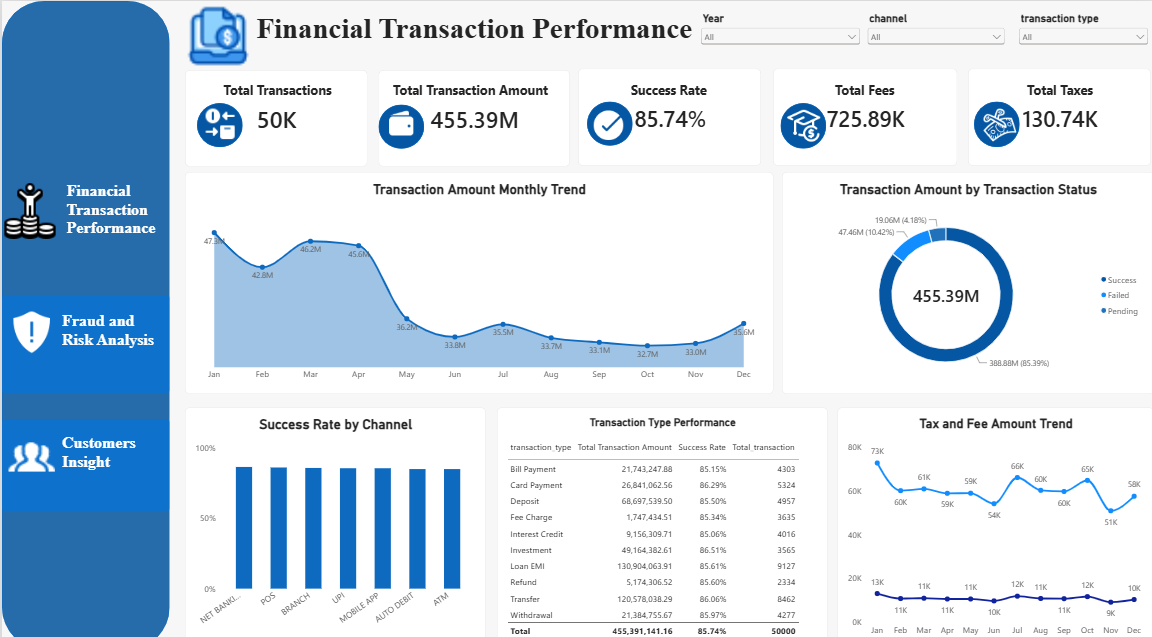 Financial Transaction Performance
Year
All
channel
All
transaction type
All
Total Transactions
50K
Total Transaction Amount
455.39M
Success Rate
85.74%
Total Fees
725.89K
Total Taxes
130.74K
Financial
Transaction
Performance
Fraud and
Risk Analysis
Customers
Insight
Transaction Amount Monthly Trend
47.3M
42.8M
46.2M
45.6M
36.2M
33.8M
35.5M
33.7M
33.1M
32.7M
33.0M
35.6M
Jan Feb Mar Apr May Jun Jul Aug Sep Oct Nov Dec
Transaction Amount by Transaction Status
19.06M (4.18%)
47.46M (10.42%)
455.39M
388.88M (85.39%)
Success
Failed
Pending
Success Rate by Channel
100%
50%
0%
NET BANKI... POS BRANCH UPI MOBILE APP AUTO DEBIT ATM
Transaction Type Performance
transaction_type Total Transaction Amount Success Rate Total_transaction
Bill Payment 21,743,247.88 85.15% 4303
Card Payment 26,841,062.56 86.29% 5324
Deposit 68,697,539.50 85.50% 4957
Fee Charge 1,747,434.51 85.34% 3635
Interest Credit 9,156,309.71 85.06% 4016
Investment 49,164,382.61 86.51% 3565
Loan EMI 130,904,063.91 85.61% 9127
Refund 5,174,306.52 85.60% 2334
Transfer 120,578,038.29 86.06% 8462
Withdrawal 21,384,755.67 85.97% 4277
Total 455,391,141.16 85.74% 50000
Tax and Fee Amount Trend
80K
60K
40K
20K
0K
73K 60K 61K 59K 59K 54K 66K 60K 60K 65K 51K 58K
13K 11K 11K 11K 11K 10K 12K 11K 11K 12K 9K 10K
Jan Feb Mar Apr May Jun Jul Aug Sep Oct Nov Dec